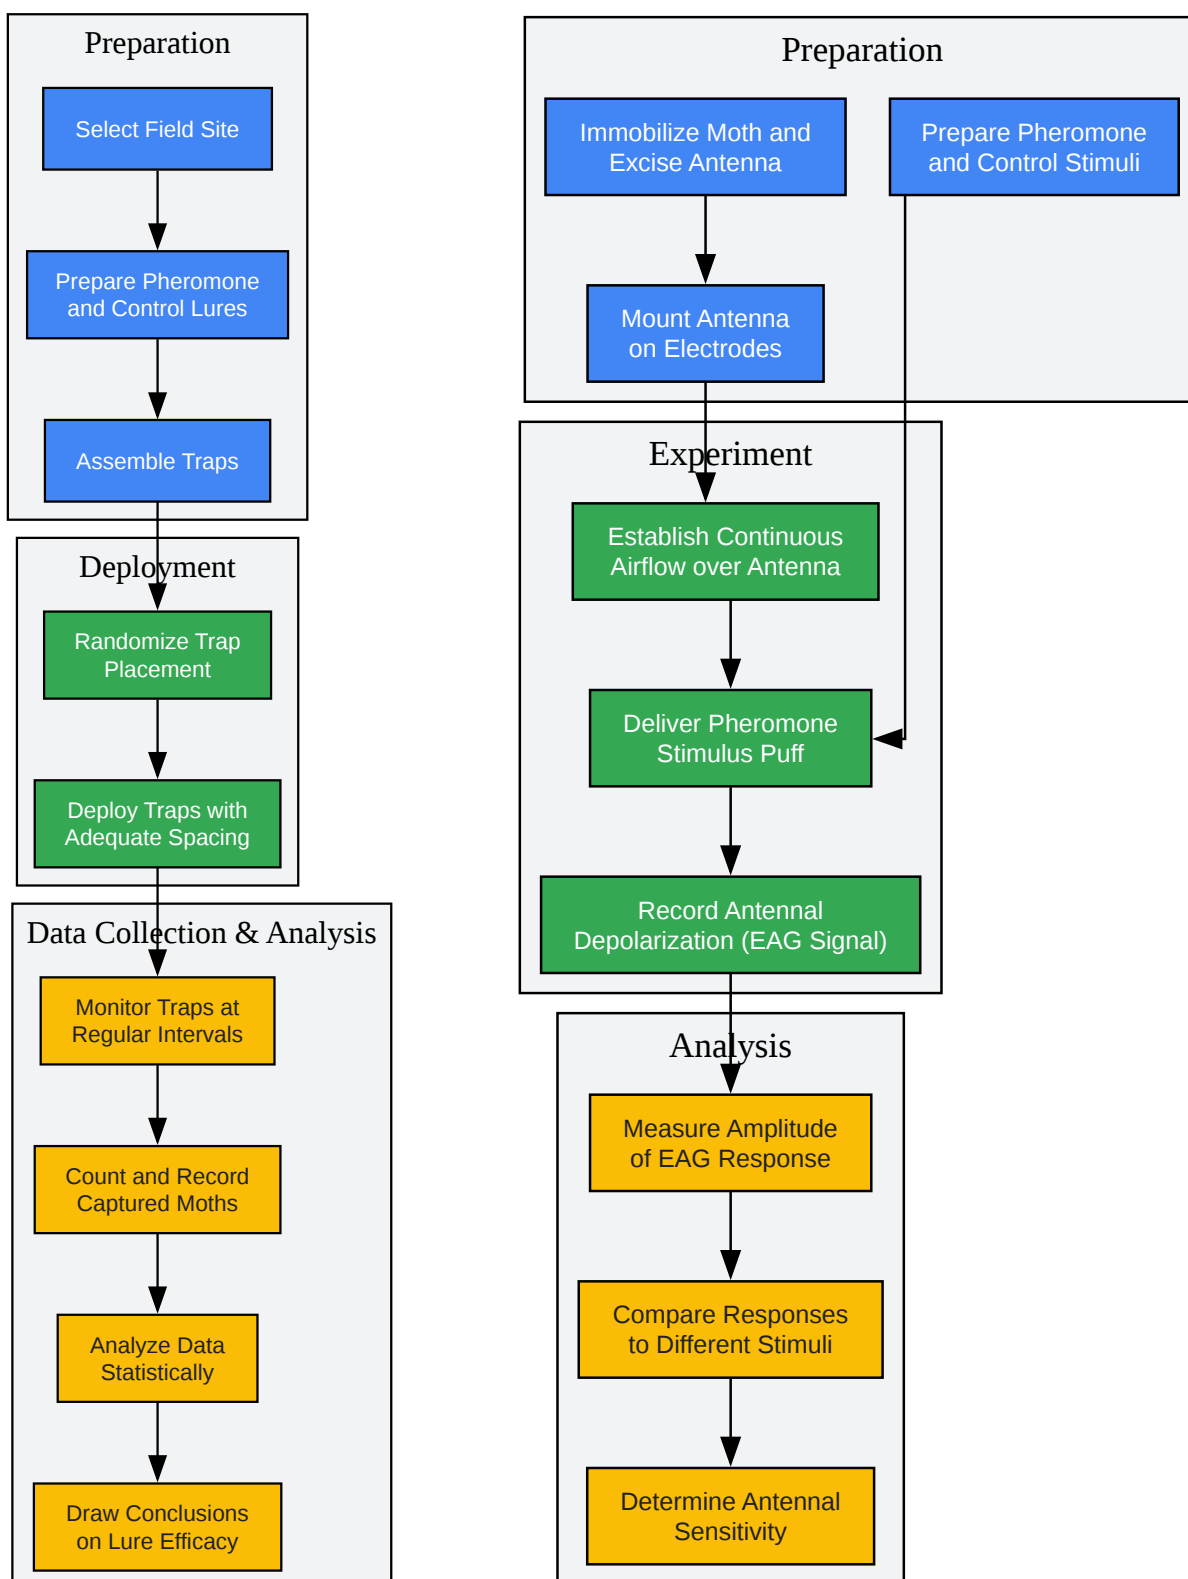 Preparation
Select Field Site
Prepare Pheromone
and Control Lures
Assemble Traps
Deployment
Randomize Trap
Placement
Deploy Traps with
Adequate Spacing
Data Collection & Analysis
Monitor Traps at
Regular Intervals
Count and Record
Captured Moths
Analyze Data
Statistically
Draw Conclusions
on Lure Efficacy
Preparation
Immobilize Moth and
Excise Antenna
Prepare Pheromone
and Control Stimuli
Mount Antenna
on Electrodes
Experiment
Establish Continuous
Airflow over Antenna
Deliver Pheromone
Stimulus Puff
Record Antennal
Depolarization (EAG Signal)
Analysis
Measure Amplitude
of EAG Response
Compare Responses
to Different Stimuli
Determine Antennal
Sensitivity